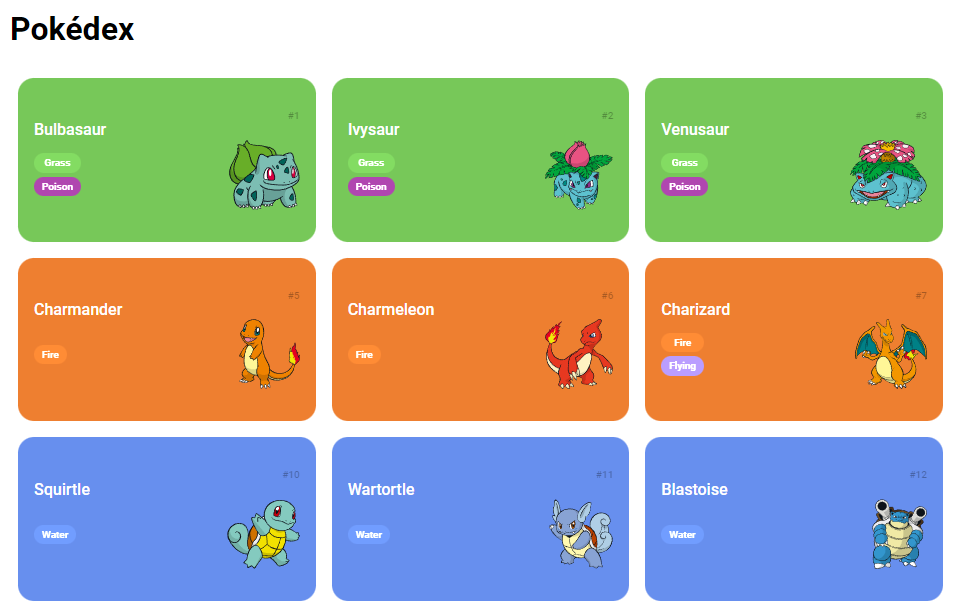 Pokédex
#1
Bulbasaur
Grass
Poison
#2
Ivysaur
Grass
Poison
#3
Venusaur
Grass
Poison
#5
Charmander
Fire
#6
Charmeleon
Fire
#7
Charizard
Fire
Flying
#10
Squirtle
Water
#11
Wartortle
Water
#12
Blastoise
Water